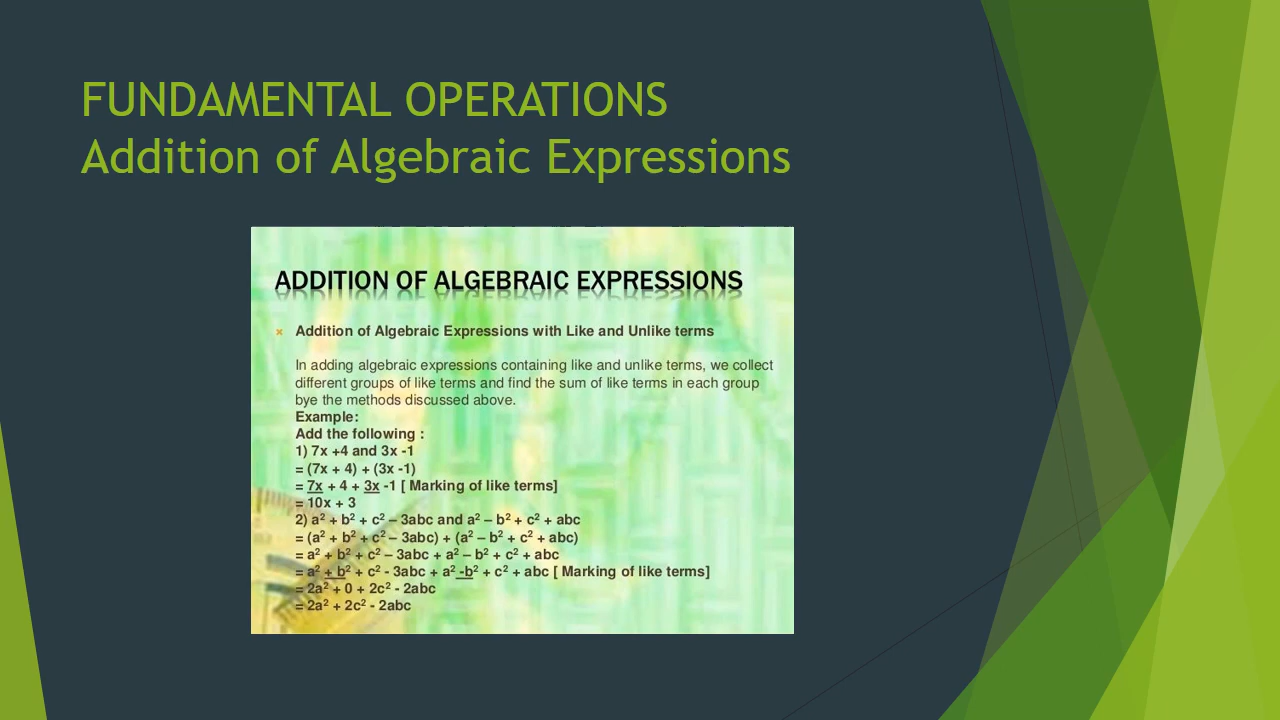 FUNDAMENTAL OPERATIONS
Addition of Algebraic Expressions
ADDITION OF ALGEBRAIC EXPRESSIONS
Addition of Algebraic Expressions with Like and Unlike terms
In adding algebraic expressions containing like and unlike terms, we collect
different groups of like terms and find the sum of like terms in each group
bye the methods discussed above.
Example:
Add the following :
1) 7x +4 and 3x -1
= (7x + 4) + (3x -1)
= 7x + 4 + 3x -1 [ Marking of like terms]
= 10x + 3
2) a² + b² + c² – 3abc and a² – b² + c² + abc
= (a² + b² + c² – 3abc) + (a² – b² + c² + abc)
= a² + b² + c² – 3abc + a² – b² + c² + abc
= a² + b² + c² - 3abc + a² -b² + c² + abc [ Marking of like terms]
= 2a² + 0 + 2c² - 2abc
= 2a² + 2c² - 2abc